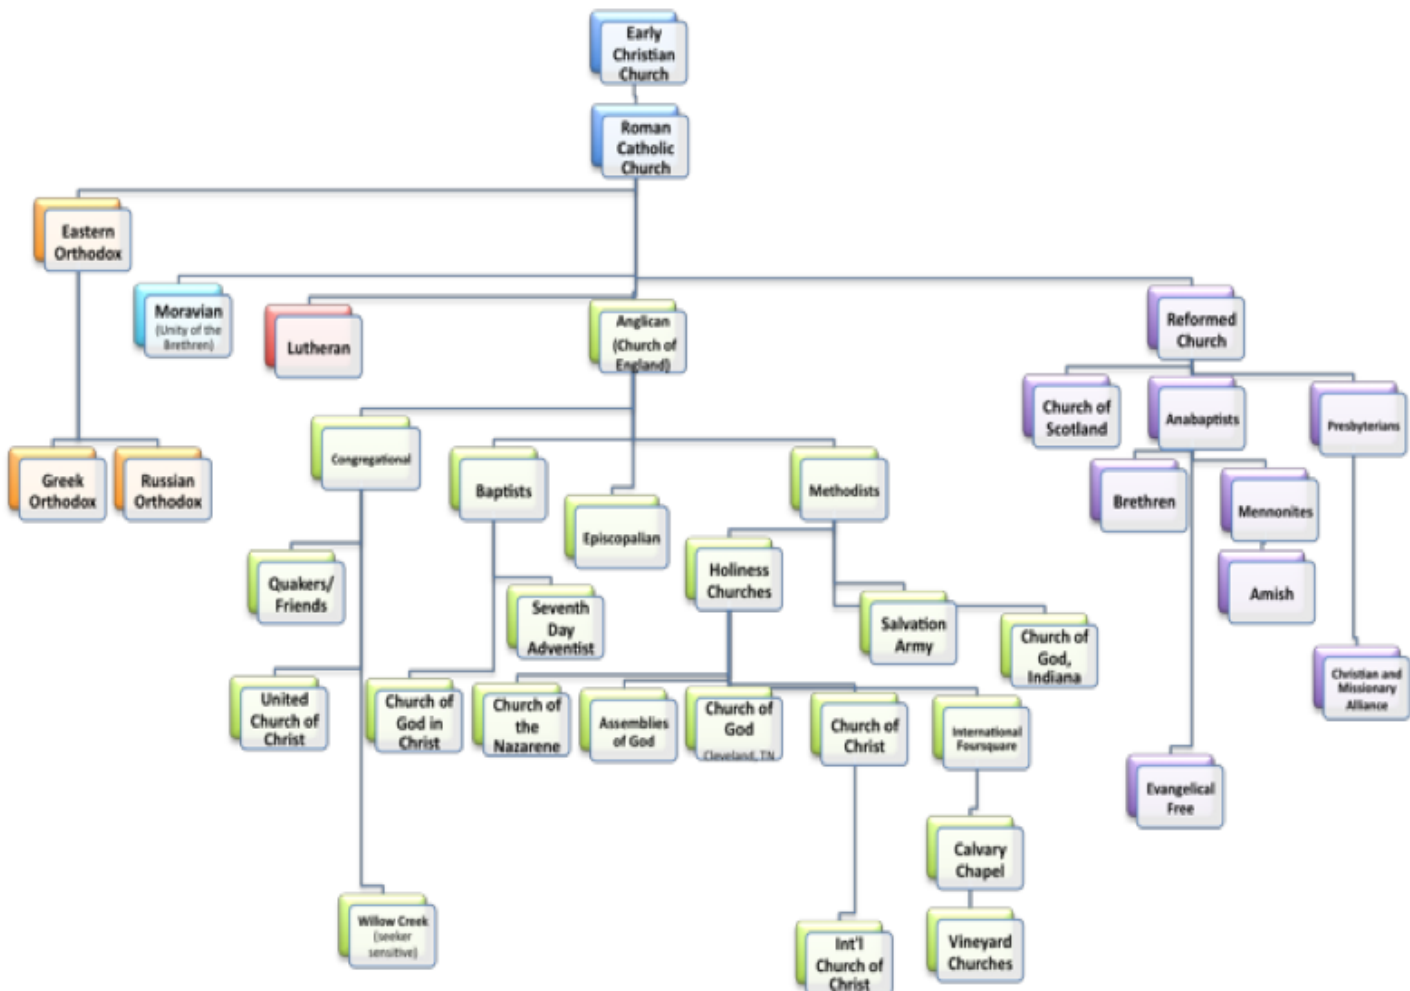 Early
Christian
Church
Roman
Catholic
Church
Eastern
Orthodox
Moravian
(Unity of the
Brethren)
Lutheran
Anglican
(Church of
England)
Reformed
Church
Church of
Scotland
Anabaptists
Presbyterians
Greek
Orthodox
Russian
Orthodox
Congregational
Baptists
Episcopalian
Methodists
Brethren
Mennonites
Amish
Quakers/
Friends
Seventh
Day
Adventist
Holiness
Churches
Salvation
Army
Church of
God,
Indiana
United
Church of
Christ
Church of
God in
Christ
Church of
the
Nazarene
Assemblies
of God
Church of
God
Cleveland, TN
Church of
Christ
International
Foursquare
Christian and
Missionary
Alliance
Evangelical
Free
Calvary
Chapel
Willow Creek
(seeker
sensitive)
Int'l
Church of
Christ
Vineyard
Churches